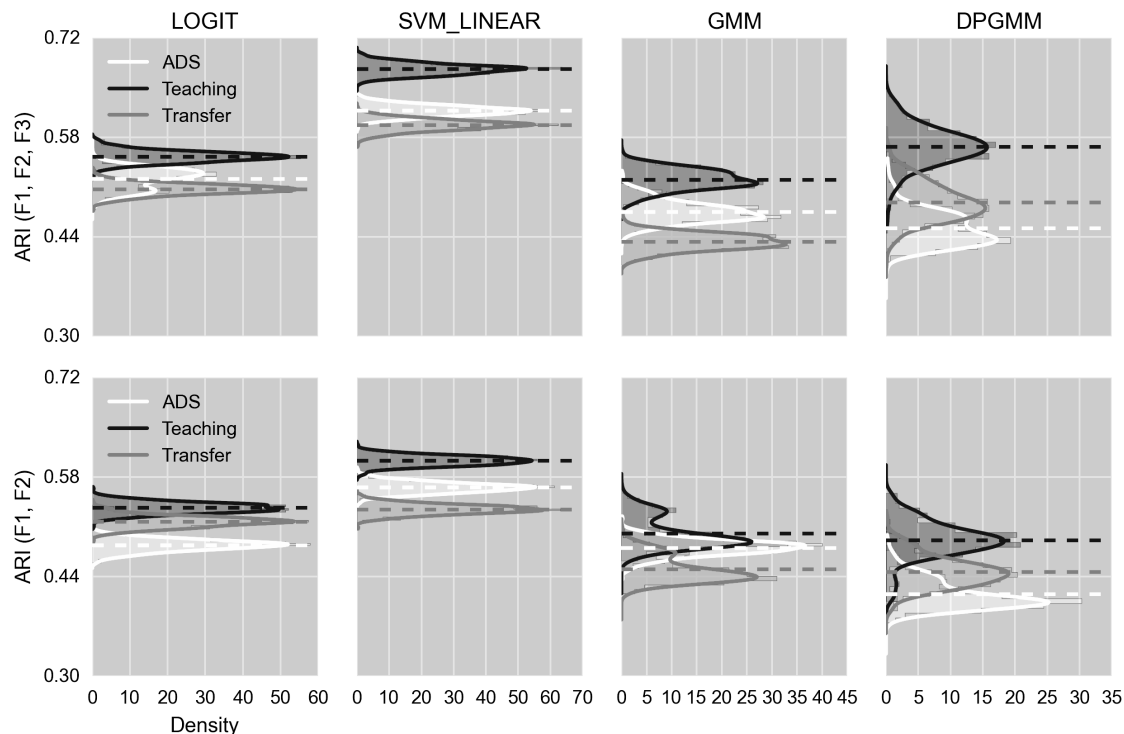 LOGIT SVM_LINEAR GMM DPGMM
0.72
ADS
Teaching
Transfer
0.58
0.44
0.30
ARI (F1, F2, F3)
0.72
ADS
Teaching
Transfer
0.58
0.44
0.30
ARI (F1, F2)
0 10 20 30 40 50 60 0 10 20 30 40 50 60 70 0 5 10 15 20 25 30 35 40 45 0 5 10 15 20 25 30 35
Density